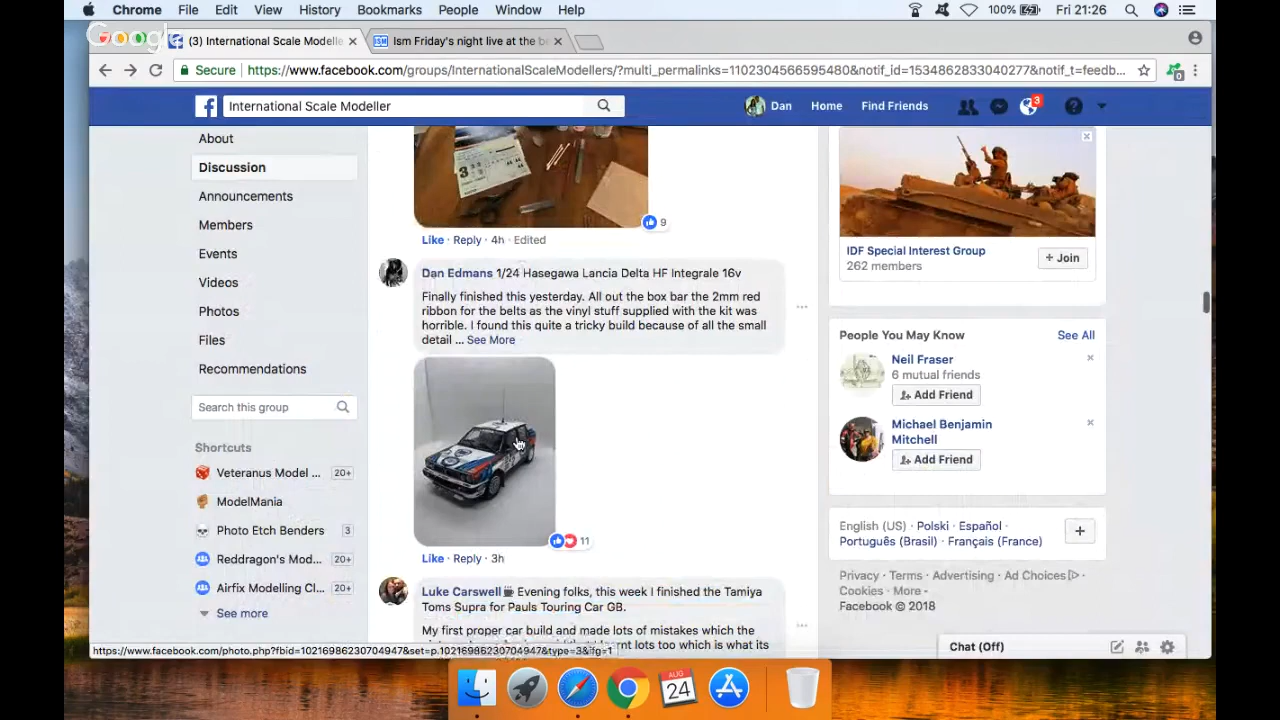 Chrome File Edit View History Bookmarks People Window Help 100% Fri 21:26
Google
(3) International Scale Modelle
Ism Friday's night live at the be
Secure https://www.facebook.com/groups/InternationalScaleModellers/?multi_permalinks=1102304566595480&notif_id=1534862833040277&notif_t=feedb...
0
International Scale Modeller
Dan Home Find Friends 3
About
Discussion
Announcements
Members
Events
Videos
Photos
Files
Recommendations
Search this group
Shortcuts
Veteranus Model ... 20+
ModelMania
Photo Etch Benders 3
Reddragon's Mod... 20+
Airfix Modelling Cl... 20+
See more
3
9
Like · Reply · 4h · Edited
Dan Edmans 1/24 Hasegawa Lancia Delta HF Integrale 16v
Finally finished this yesterday. All out the box bar the 2mm red
ribbon for the belts as the vinyl stuff supplied with the kit was
horrible. I found this quite a tricky build because of all the small
detail ... See More
11
Like · Reply · 3h
Luke Carswell Evening folks, this week I finished the Tamiya
Toms Supra for Pauls Touring Car GB.
My first proper car build and made lots of mistakes which the
IDF Special Interest Group
262 members
+ Join
People You May Know See All
Neil Fraser
6 mutual friends
Add Friend
Michael Benjamin
Mitchell
Add Friend
English (US) · Polski · Español ·
Português (Brasil) · Français (France)
+
Privacy · Terms · Advertising · Ad Choices ·
Cookies · More
Facebook © 2018
Chat (Off)
https://www.facebook.com/photo.php?fbid=10216986230704947&set=p.10216986230704947&type=3&ifg=1
AUG
24